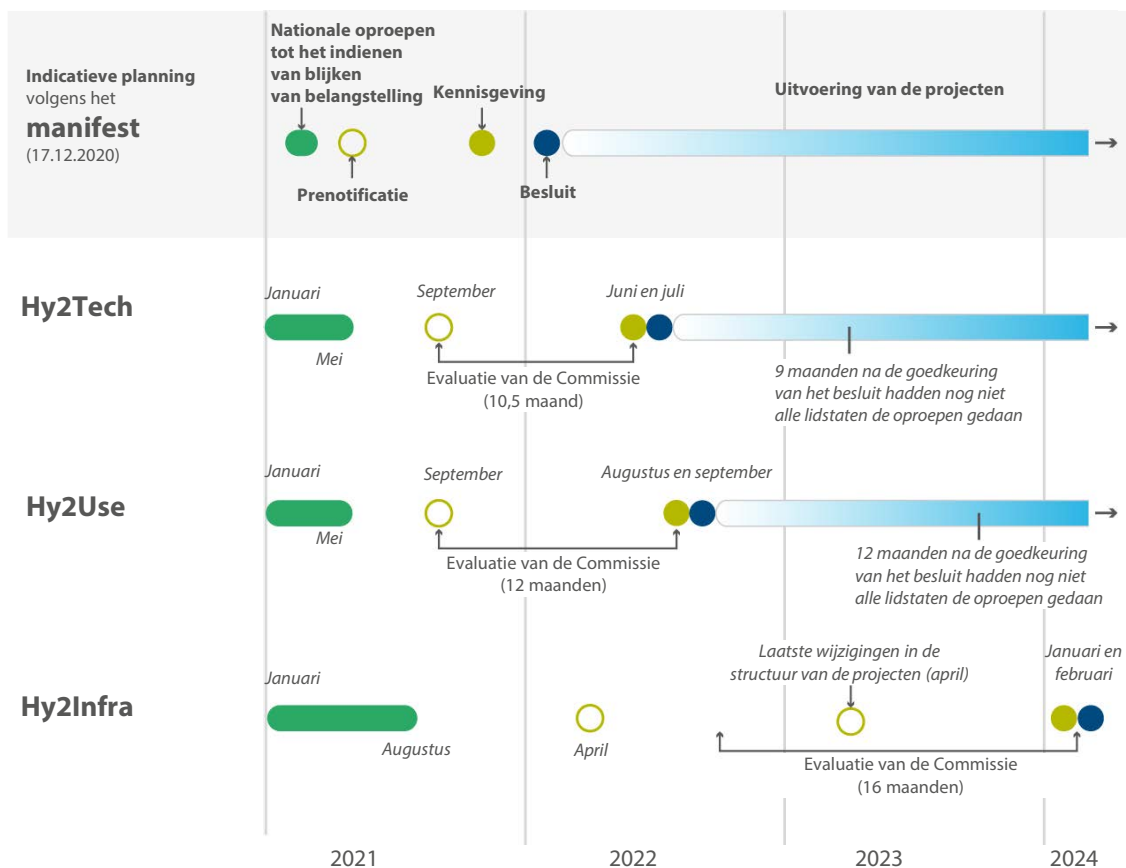 Indicatieve planning
volgens het
manifest
(17.12.2020)
Nationale oproepen
tot het indienen
van blijken
van belangstelling
Kennisgeving
Uitvoering van de projecten
→
Prenotificatie
Besluit
Hy2Tech
Januari
September
Juni en juli
→
Mei
Evaluatie van de Commissie
(10,5 maand)
9 maanden na de goedkeuring
van het besluit hadden nog niet
alle lidstaten de oproepen gedaan
Hy2Use
Januari
September
Augustus en september
→
Mei
Evaluatie van de Commissie
(12 maanden)
12 maanden na de goedkeuring
van het besluit hadden nog niet
alle lidstaten de oproepen gedaan
Hy2Infra
Januari
Laatste wijzigingen in de
structuur van de projecten (april)
Januari en
februari
Augustus
April
Evaluatie van de Commissie
(16 maanden)
2021
2022
2023
2024